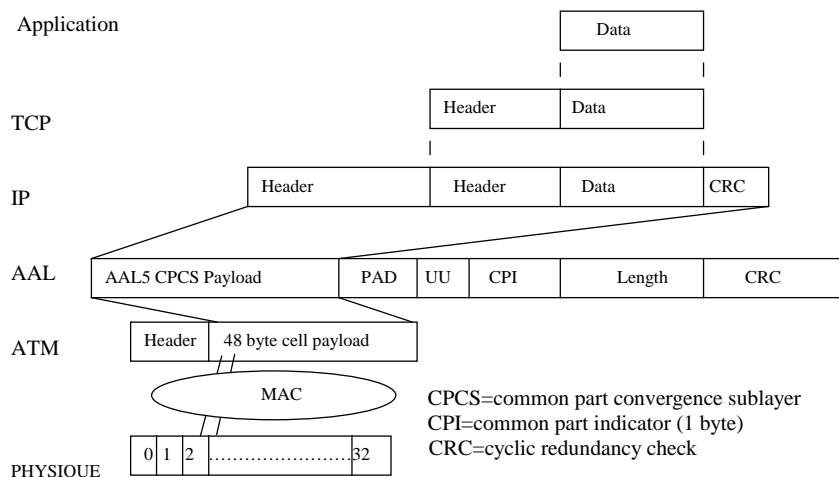 Application
Data
TCP
Header Data
IP
Header Header Data CRC
AAL
AAL5 CPCS Payload PAD UU CPI Length CRC
ATM
Header 48 byte cell payload
MAC
CPCS=common part convergence sublayer
CPI=common part indicator (1 byte)
CRC=cyclic redundancy check
PHYSIQUE
0 1 2 ........................ 32